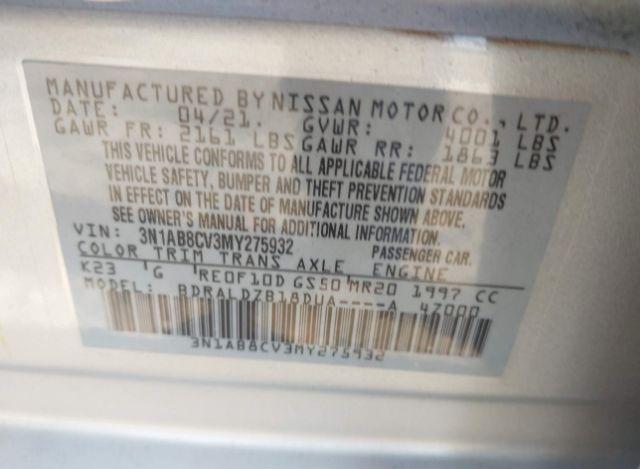 MANUFACTURED BY NISSAN MOTOR CO., LTD.
DATE: 04/21. GVWR: 4001 LBS
GAWR FR: 2161 LBS GAWR RR: 1863 LBS
THIS VEHICLE CONFORMS TO ALL APPLICABLE FEDERAL MOTOR
VEHICLE SAFETY, BUMPER AND THEFT PREVENTION STANDARDS
IN EFFECT ON THE DATE OF MANUFACTURE SHOWN ABOVE.
SEE OWNER'S MANUAL FOR ADDITIONAL INFORMATION.
VIN: 3N1AB8CV3MY275932 PASSENGER CAR.
COLOR TRIM TRANS AXLE ENGINE
K23 G RE0F10D GS50 MR20 1997 CC
MODEL: BDRALDZB18DUA----A 47000
3N1AB8CV3MY275932